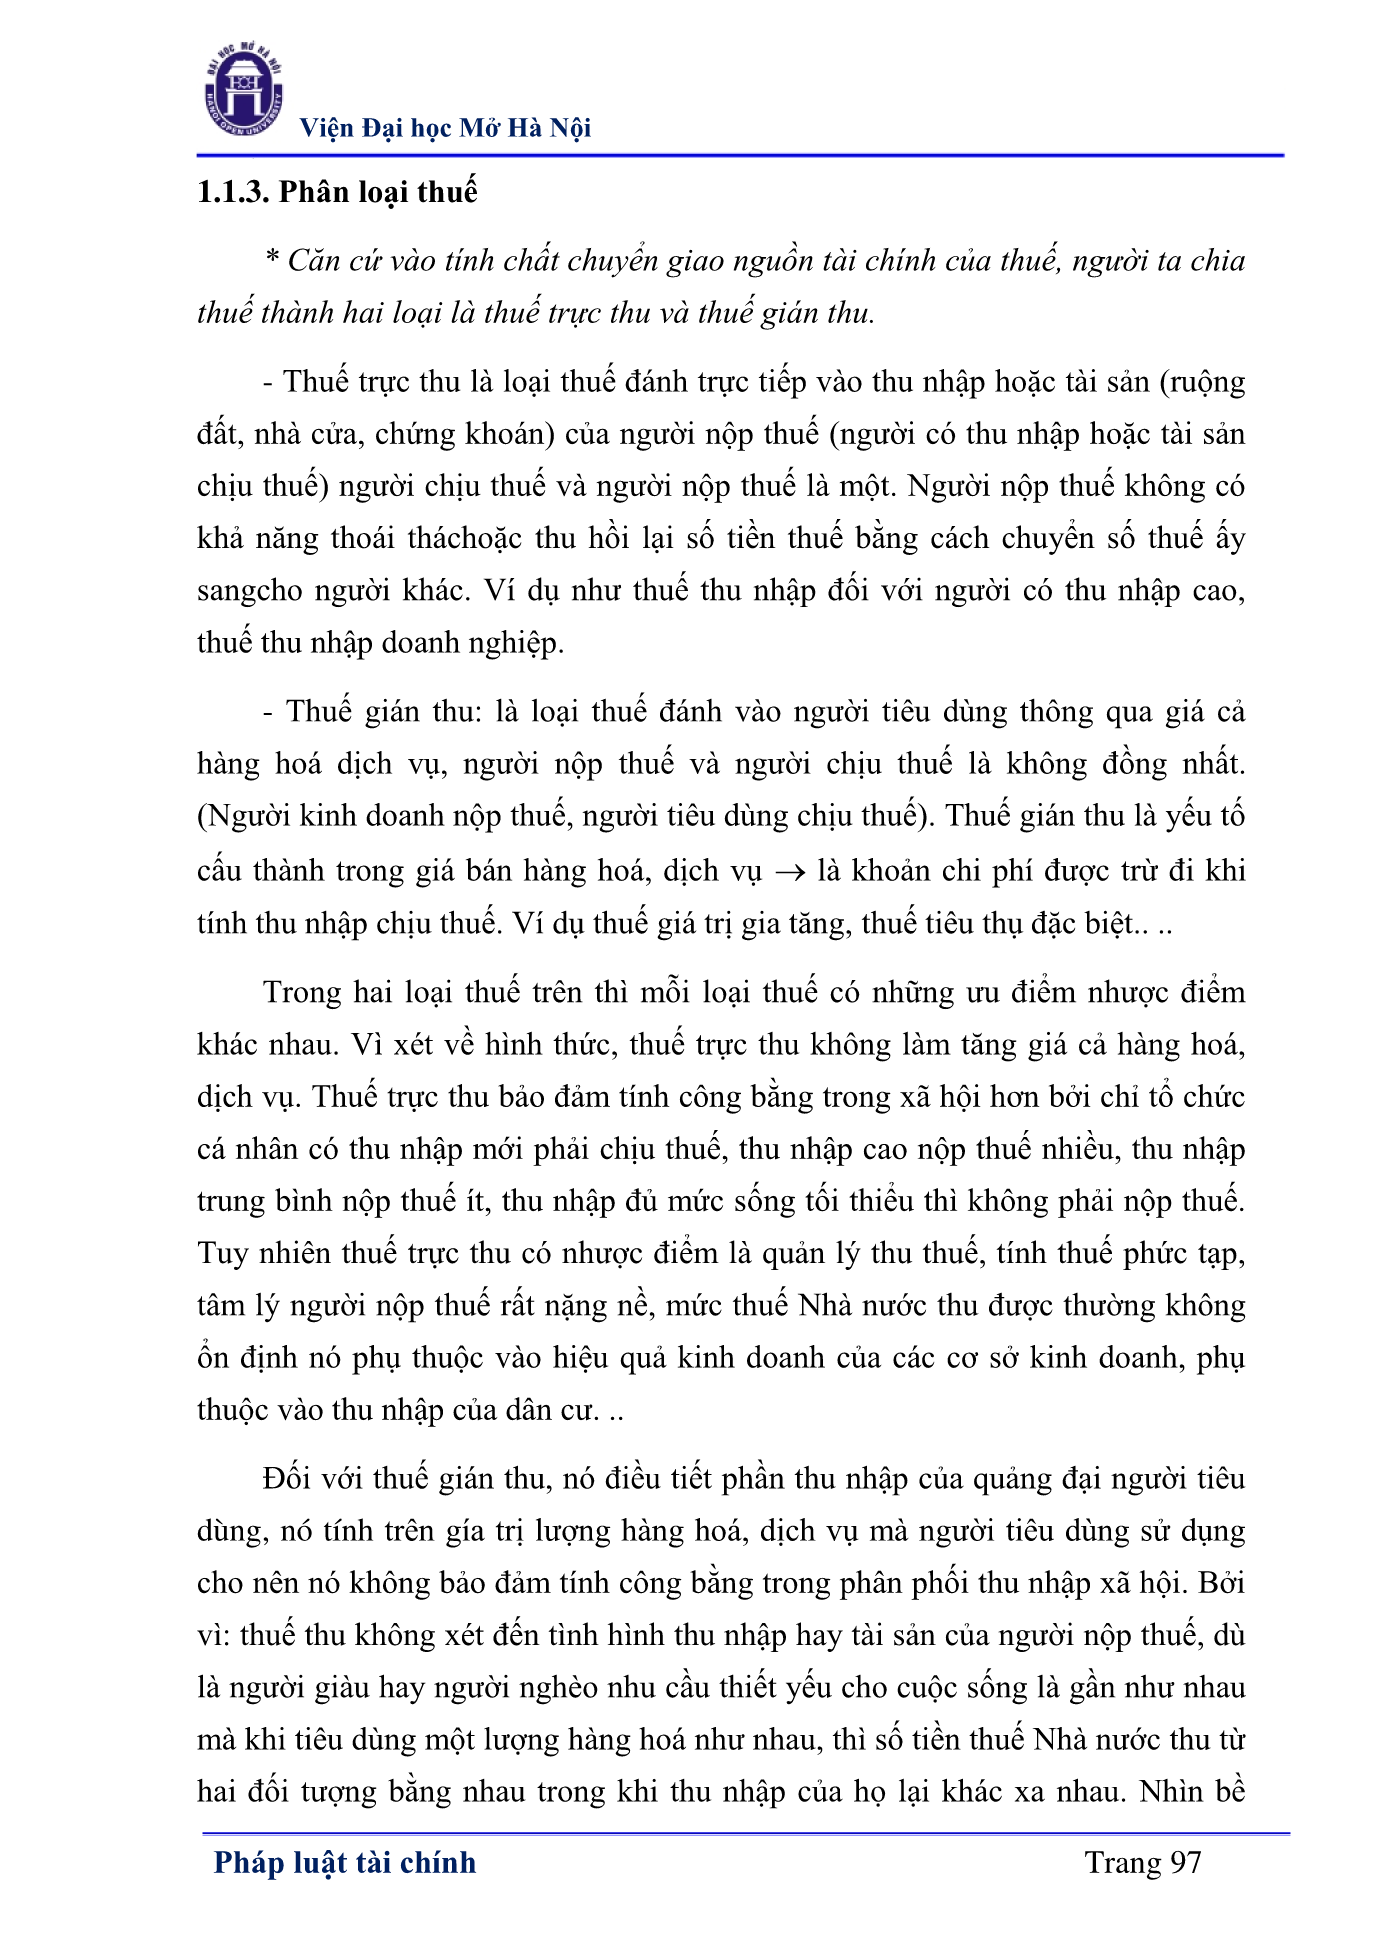 ĐẠI HỌC MỞ HÀ NỘI
HANOI OPEN UNIVERSITY
Viện Đại học Mở Hà Nội
1.1.3. Phân loại thuế
* Căn cứ vào tính chất chuyển giao nguồn tài chính của thuế, người ta chia
thuế thành hai loại là thuế trực thu và thuế gián thu.
- Thuế trực thu là loại thuế đánh trực tiếp vào thu nhập hoặc tài sản (ruộng
đất, nhà cửa, chứng khoán) của người nộp thuế (người có thu nhập hoặc tài sản
chịu thuế) người chịu thuế và người nộp thuế là một. Người nộp thuế không có
khả năng thoái tháchoặc thu hồi lại số tiền thuế bằng cách chuyển số thuế ấy
sangcho người khác. Ví dụ như thuế thu nhập đối với người có thu nhập cao,
thuế thu nhập doanh nghiệp.
- Thuế gián thu: là loại thuế đánh vào người tiêu dùng thông qua giá cả
hàng hoá dịch vụ, người nộp thuế và người chịu thuế là không đồng nhất.
(Người kinh doanh nộp thuế, người tiêu dùng chịu thuế). Thuế gián thu là yếu tố
cấu thành trong giá bán hàng hoá, dịch vụ → là khoản chi phí được trừ đi khi
tính thu nhập chịu thuế. Ví dụ thuế giá trị gia tăng, thuế tiêu thụ đặc biệt.. ..
Trong hai loại thuế trên thì mỗi loại thuế có những ưu điểm nhược điểm
khác nhau. Vì xét về hình thức, thuế trực thu không làm tăng giá cả hàng hoá,
dịch vụ. Thuế trực thu bảo đảm tính công bằng trong xã hội hơn bởi chỉ tổ chức
cá nhân có thu nhập mới phải chịu thuế, thu nhập cao nộp thuế nhiều, thu nhập
trung bình nộp thuế ít, thu nhập đủ mức sống tối thiểu thì không phải nộp thuế.
Tuy nhiên thuế trực thu có nhược điểm là quản lý thu thuế, tính thuế phức tạp,
tâm lý người nộp thuế rất nặng nề, mức thuế Nhà nước thu được thường không
ổn định nó phụ thuộc vào hiệu quả kinh doanh của các cơ sở kinh doanh, phụ
thuộc vào thu nhập của dân cư. ..
Đối với thuế gián thu, nó điều tiết phần thu nhập của quảng đại người tiêu
dùng, nó tính trên gía trị lượng hàng hoá, dịch vụ mà người tiêu dùng sử dụng
cho nên nó không bảo đảm tính công bằng trong phân phối thu nhập xã hội. Bởi
vì: thuế thu không xét đến tình hình thu nhập hay tài sản của người nộp thuế, dù
là người giàu hay người nghèo nhu cầu thiết yếu cho cuộc sống là gần như nhau
mà khi tiêu dùng một lượng hàng hoá như nhau, thì số tiền thuế Nhà nước thu từ
hai đối tượng bằng nhau trong khi thu nhập của họ lại khác xa nhau. Nhìn bề
Pháp luật tài chính Trang 97